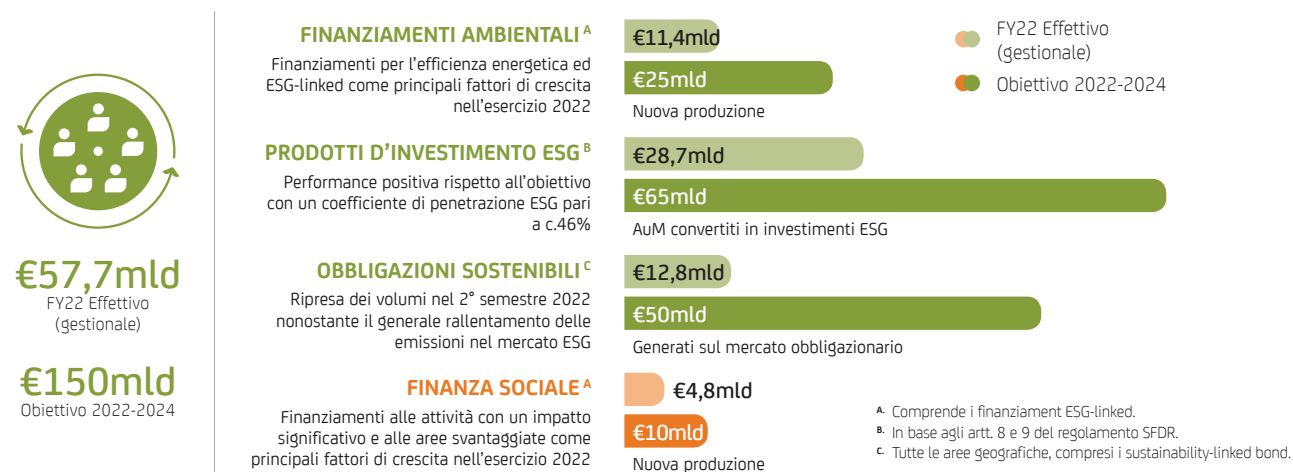 €57,7mld
FY22 Effettivo
(gestionale)
€150mld
Obiettivo 2022-2024
FINANZIAMENTI AMBIENTALI A
Finanziamenti per l'efficienza energetica ed
ESG-linked come principali fattori di crescita
nell'esercizio 2022
€11,4mld
€25mld
Nuova produzione
FY22 Effettivo
(gestionale)
Obiettivo 2022-2024
PRODOTTI D'INVESTIMENTO ESG B
Performance positiva rispetto all'obiettivo
con un coefficiente di penetrazione ESG pari
a c.46%
€28,7mld
€65mld
AuM convertiti in investimenti ESG
OBBLIGAZIONI SOSTENIBILI C
Ripresa dei volumi nel 2° semestre 2022
nonostante il generale rallentamento delle
emissioni nel mercato ESG
€12,8mld
€50mld
Generati sul mercato obbligazionario
FINANZA SOCIALE A
Finanziamenti alle attività con un impatto
significativo e alle aree svantaggiate come
principali fattori di crescita nell'esercizio 2022
€4,8mld
€10mld
Nuova produzione
A. Comprende i finanziament ESG-linked.
B. In base agli artt. 8 e 9 del regolamento SFDR.
C. Tutte le aree geografiche, compresi i sustainability-linked bond.